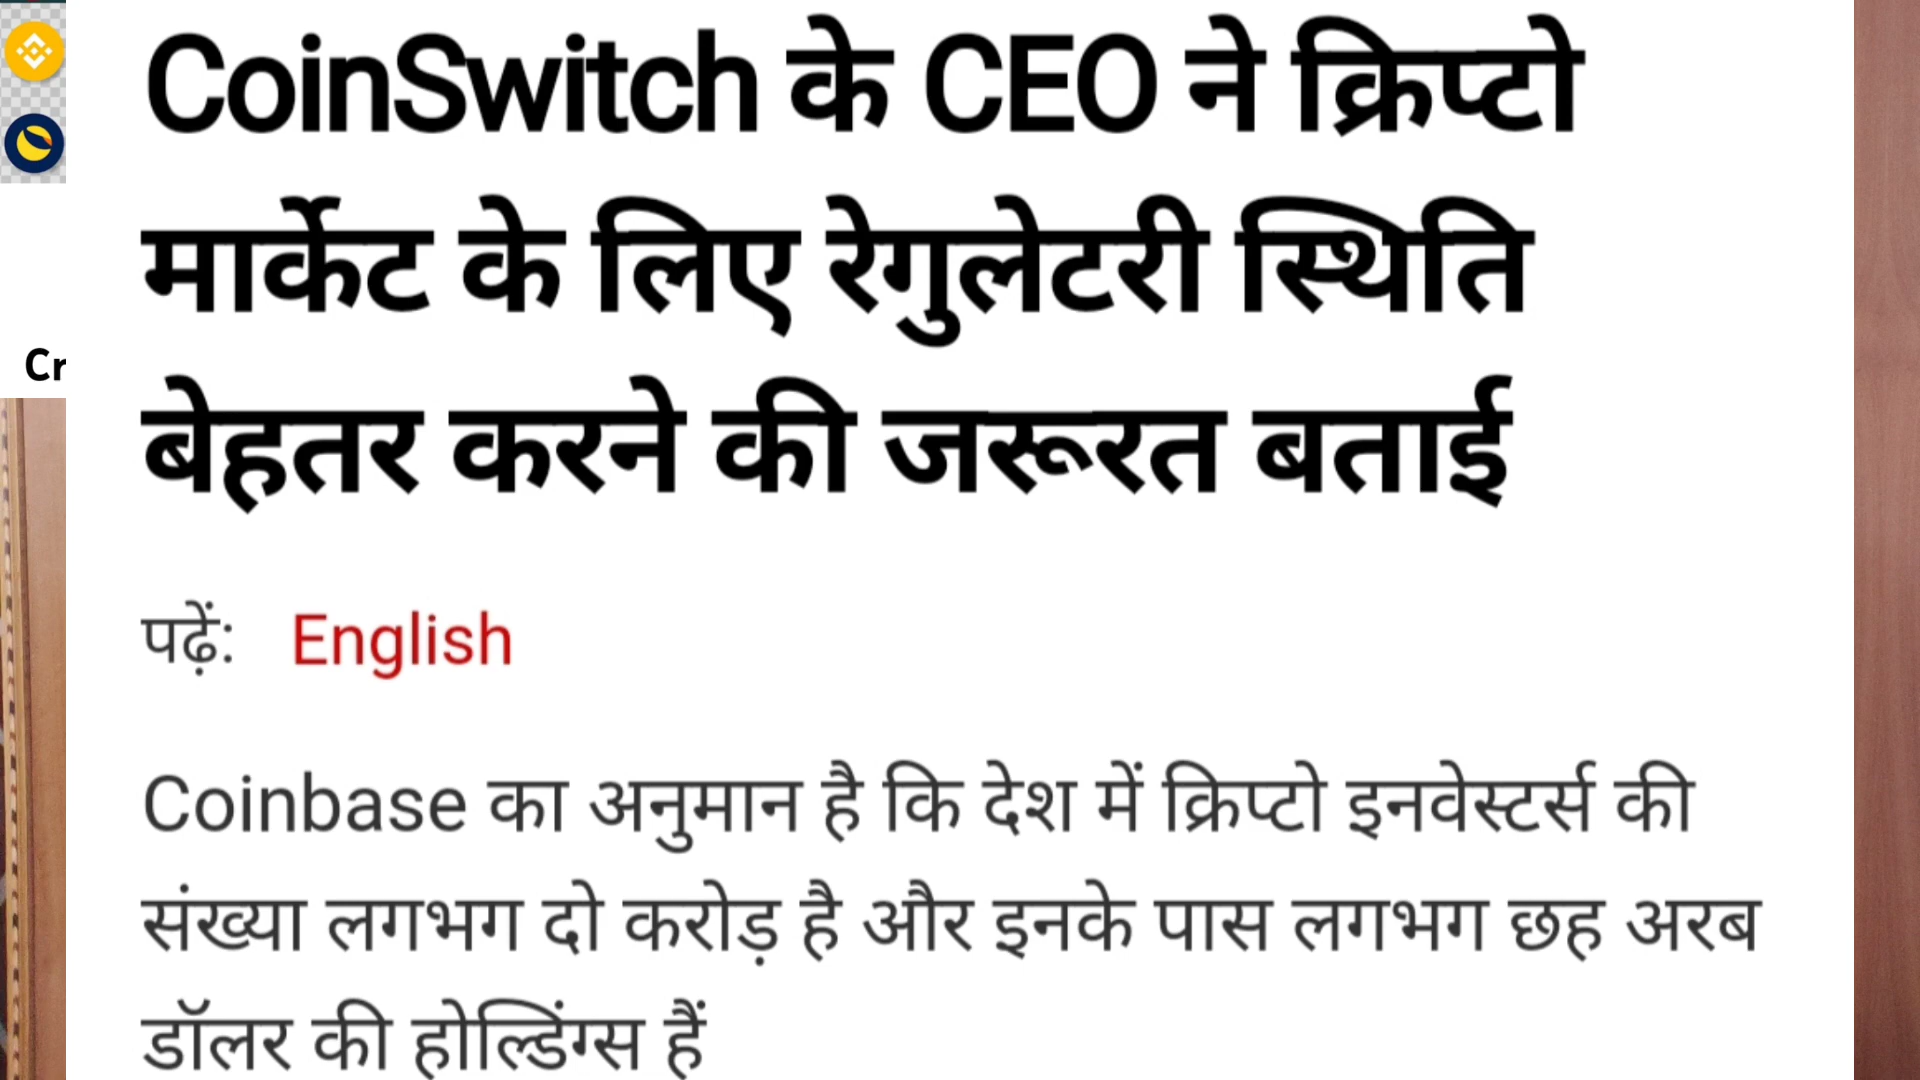 CoinSwitch के CEO ने क्रिप्टो
मार्केट के लिए रेगुलेटरी स्थिति
बेहतर करने की जरूरत बताई
पढ़ें: English
Coinbase का अनुमान है कि देश में क्रिप्टो इनवेस्टर्स की
संख्या लगभग दो करोड़ है और इनके पास लगभग छह अरब
डॉलर की होल्डिंग्स हैं
Cr